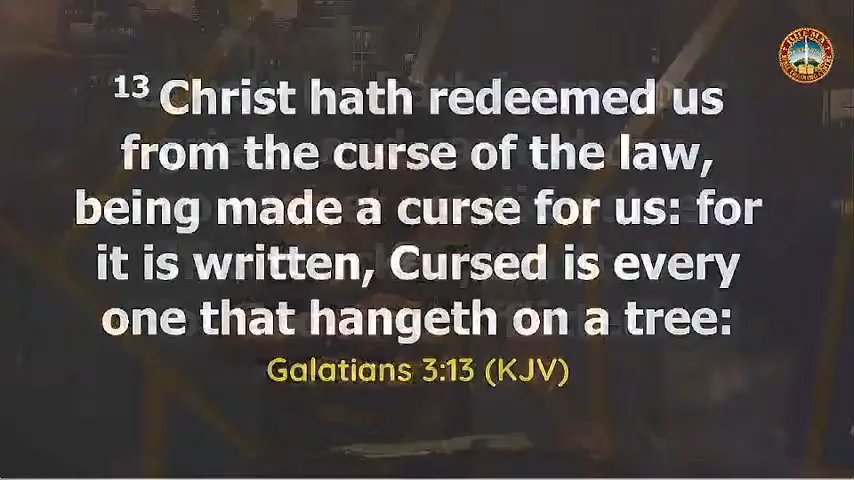 13 Christ hath redeemed us
from the curse of the law,
being made a curse for us: for
it is written, Cursed is every
one that hangeth on a tree:
Galatians 3:13 (KJV)